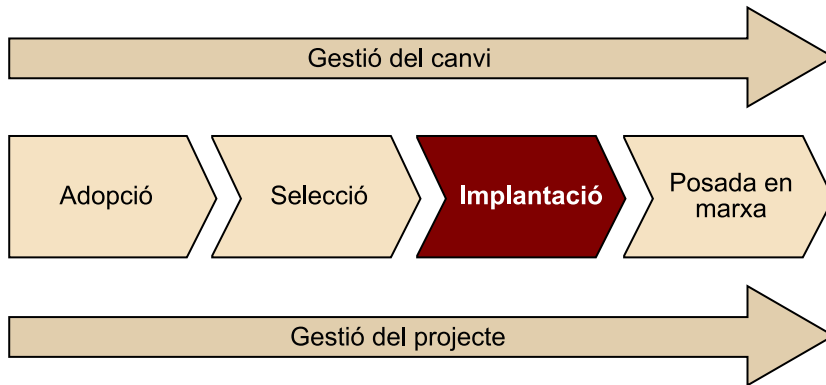 Gestió del canvi
Adopció
Selecció
Implantació
Posada en
marxa
Gestió del projecte